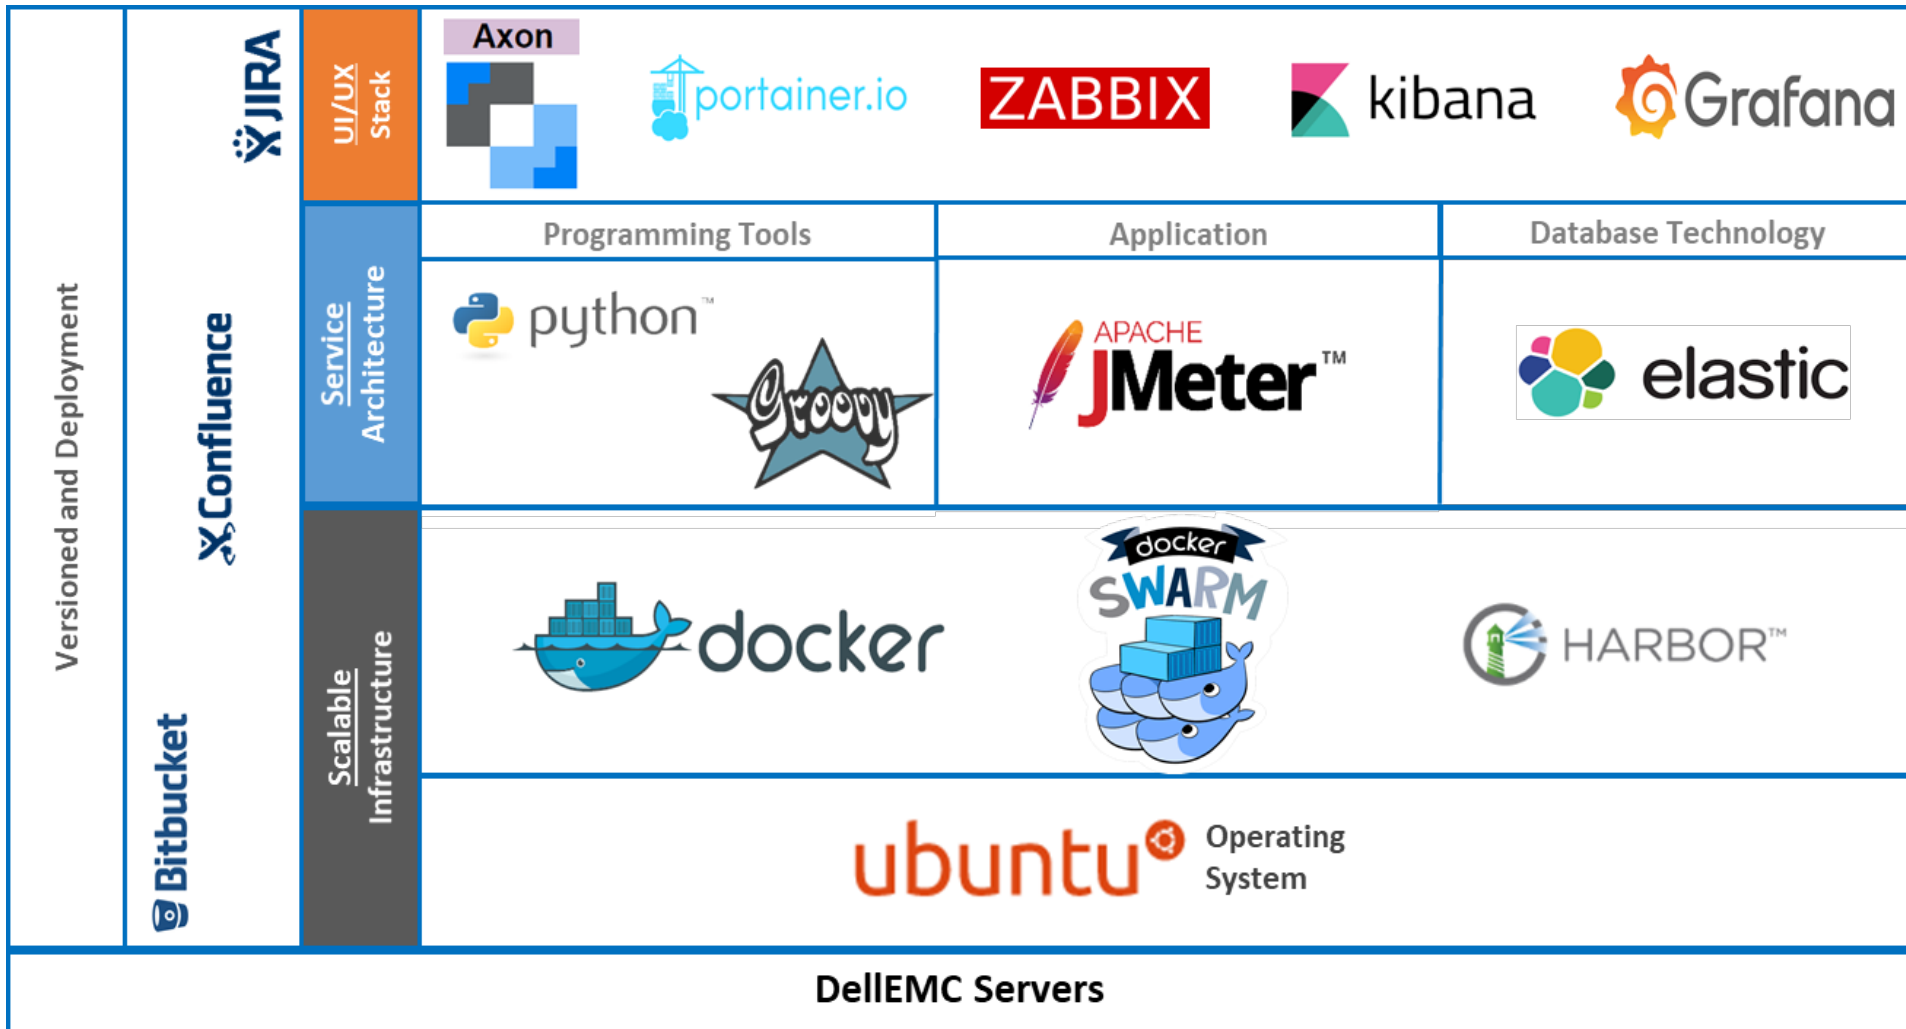 Versioned and Deployment
JIRA
Confluence
Bitbucket
UI/UX
Stack
Axon
portainer.io
ZABBIX
kibana
Grafana
Service
Architecture
Programming Tools
Application
Database Technology
python™
Groovy
APACHE
JMeter™
elastic
Scalable
Infrastructure
docker
docker
SWARM
HARBOR™
ubuntu
Operating
System
DellEMC Servers